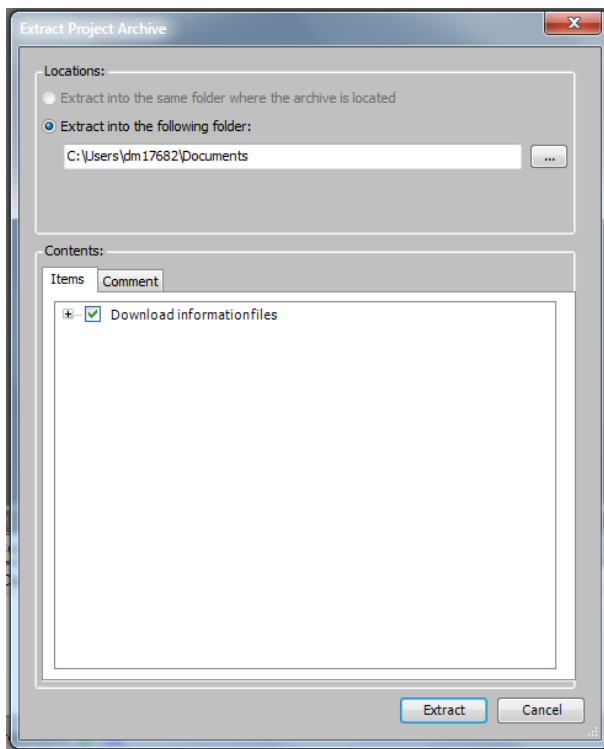 Extract Project Archive
Locations:
Extract into the same folder where the archive is located
Extract into the following folder:
C:\Users\dm17682\Documents
...
Contents:
Items Comment
Download informationfiles
Extract Cancel